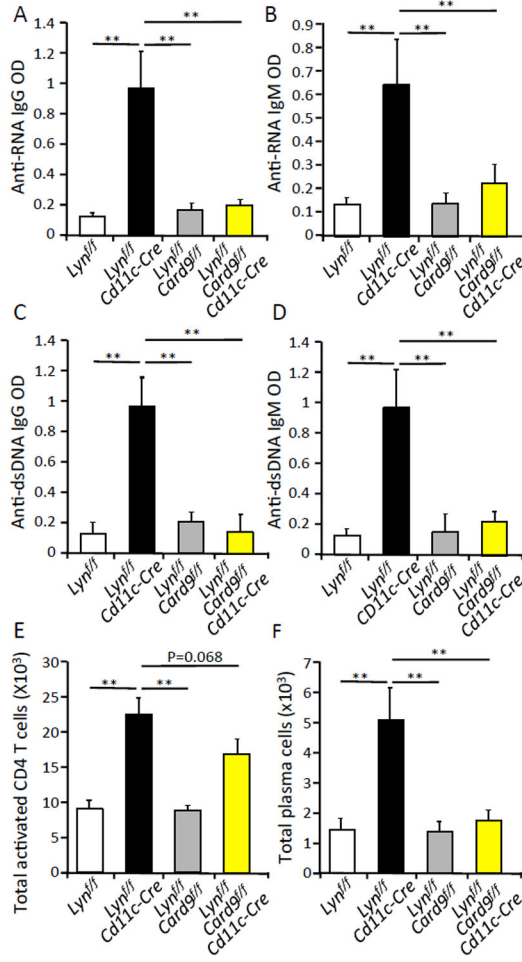 A
Anti-RNA IgG OD
1.4
1.2
1
0.8
0.6
0.4
0.2
0
**
**
**
Lynf/f
Lynf/f
Cd11c-Cre
Lynf/f
Card9f/f
Lynf/f
Card9f/f
Cd11c-Cre
B
Anti-RNA IgM OD
0.9
0.8
0.7
0.6
0.5
0.4
0.3
0.2
0.1
0
**
**
**
Lynf/f
Lynf/f
Cd11c-Cre
Lynf/f
Card9f/f
Lynf/f
Card9f/f
Cd11c-Cre
C
Anti-dsDNA IgG OD
1.4
1.2
1
0.8
0.6
0.4
0.2
0
**
**
**
Lynf/f
Lynf/f
Cd11c-Cre
Lynf/f
Card9f/f
Lynf/f
Card9f/f
Cd11c-Cre
D
Anti-dsDNA IgM OD
1.4
1.2
1
0.8
0.6
0.4
0.2
0
**
**
**
Lynf/f
Lynf/f
CD11c-Cre
Lynf/f
Card9f/f
Lynf/f
Card9f/f
Cd11c-Cre
E
Total activated CD4 T cells (X10³)
30
25
20
15
10
5
0
P=0.068
**
**
Lynf/f
Lynf/f
Cd11c-Cre
Lynf/f
Card9f/f
Lynf/f
Card9f/f
Cd11c-Cre
F
Total plasma cells (x10³)
7
6
5
4
3
2
1
0
**
**
**
Lynf/f
Lynf/f
Cd11c-Cre
Lynf/f
Card9f/f
Lynf/f
Card9f/f
Cd11c-Cre